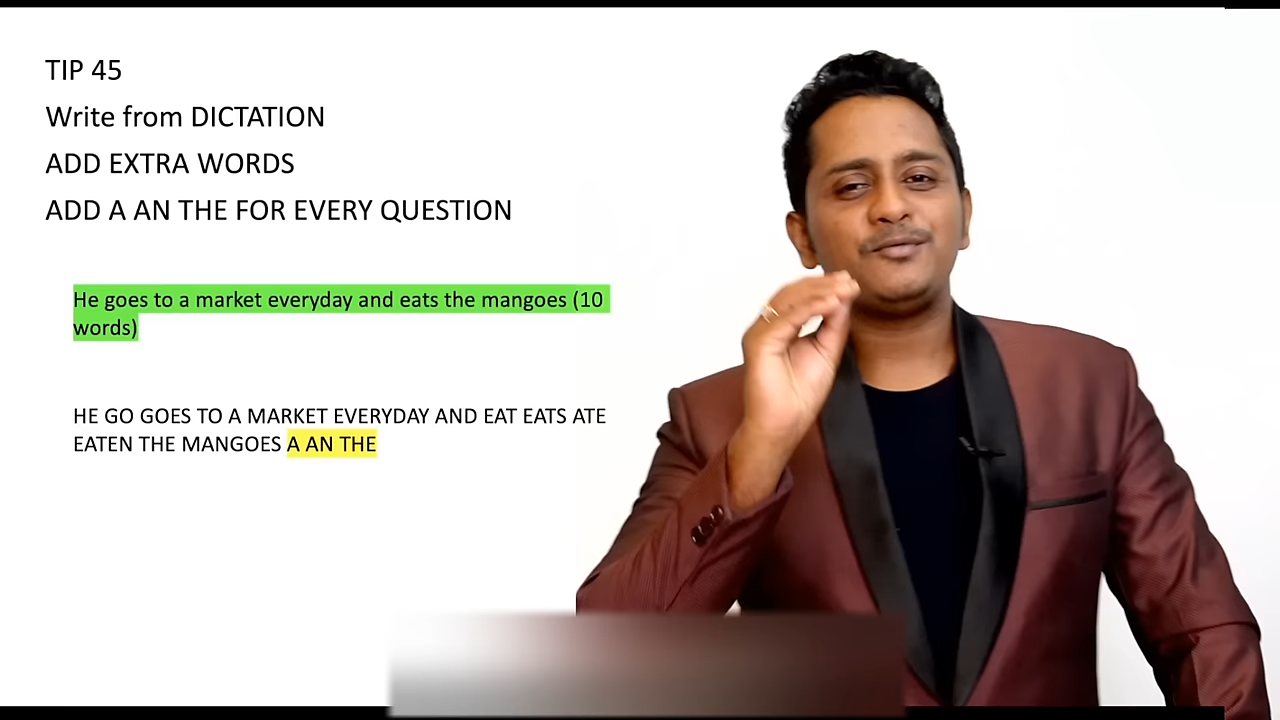 TIP 45
Write from DICTATION
ADD EXTRA WORDS
ADD A AN THE FOR EVERY QUESTION
He goes to a market everyday and eats the mangoes (10
words)
HE GO GOES TO A MARKET EVERYDAY AND EAT EATS ATE
EATEN THE MANGOES A AN THE